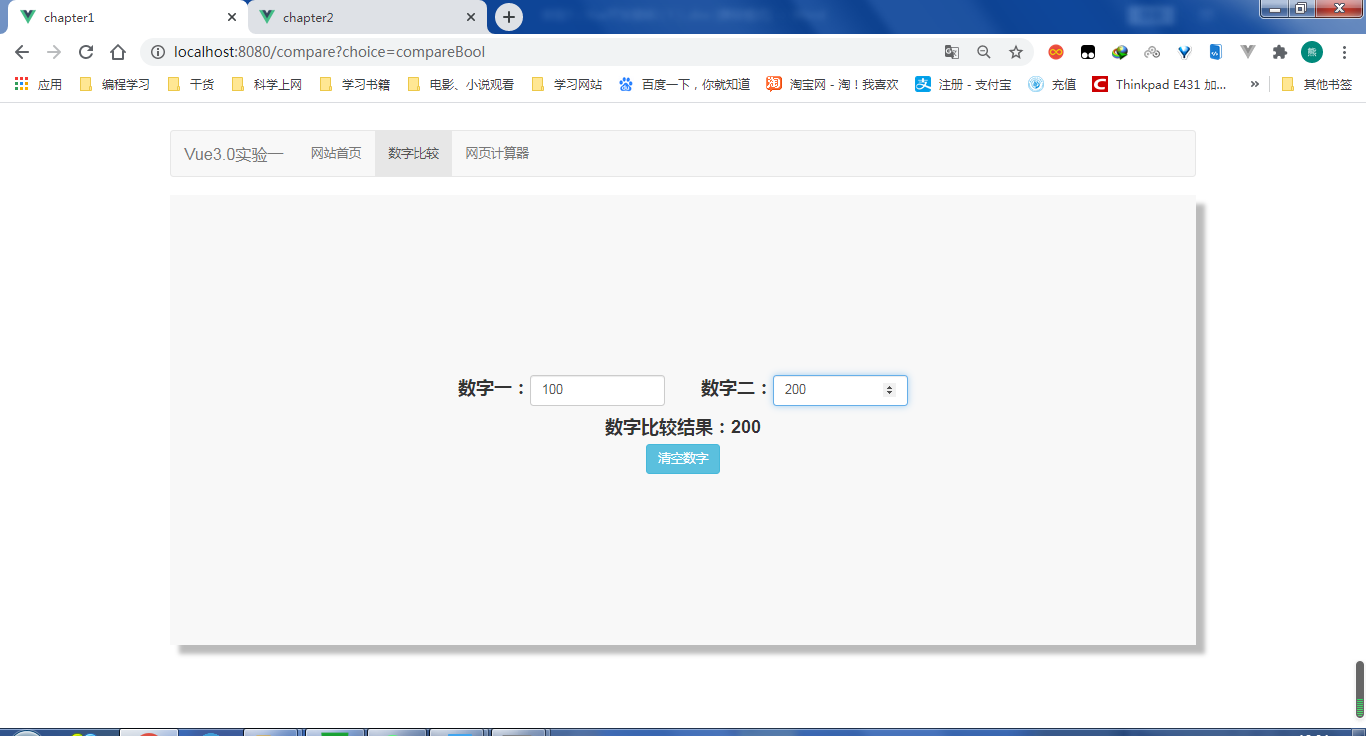 chapter1
chapter2
localhost:8080/compare?choice=compareBool
熊
应用
编程学习
干货
科学上网
学习书籍
电影、小说观看
学习网站
百度一下，你就知道
淘宝网 - 淘！我喜欢
注册 - 支付宝
充值
Thinkpad E431 加...
»
其他书签
Vue3.0实验一
网站首页
数字比较
网页计算器
数字一：100
数字二：200
数字比较结果：200
清空数字